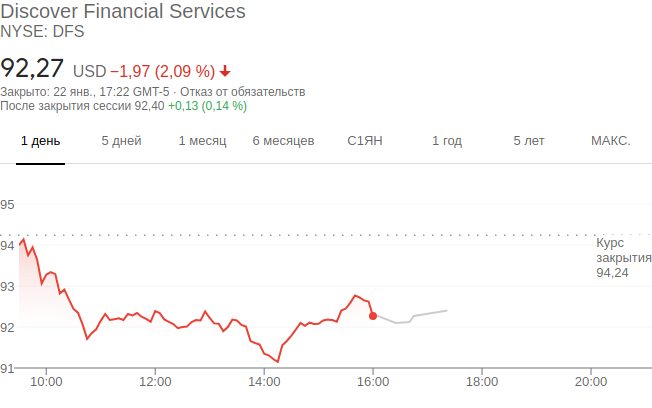 Discover Financial Services
NYSE: DFS
92,27 USD −1,97 (2,09 %)
Закрыто: 22 янв., 17:22 GMT-5 · Отказ от обязательств
После закрытия сессии 92,40 +0,13 (0,14 %)
1 день 5 дней 1 месяц 6 месяцев С1ЯН 1 год 5 лет МАКС.
95
94
93
92
91
Курс
закрытия
94,24
10:00 12:00 14:00 16:00 18:00 20:00